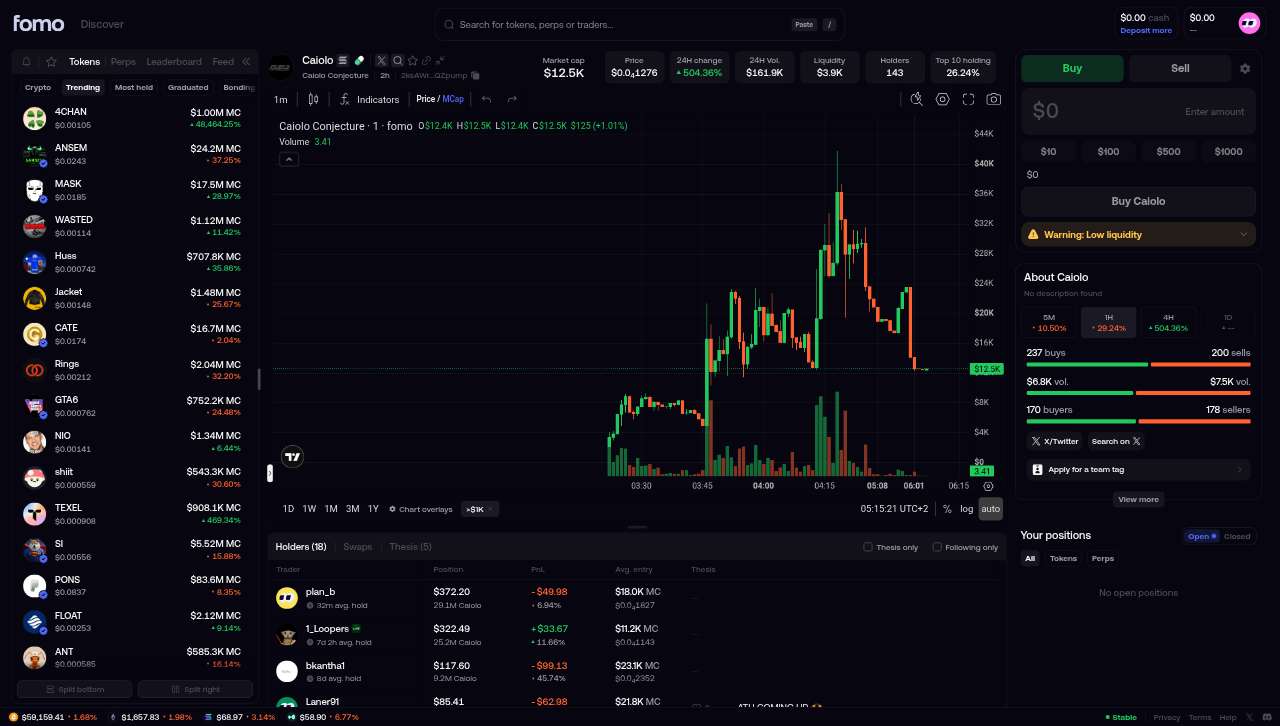 fomo Discover
Search for tokens, perps or traders... Paste /
$0.00 cash
Deposit more
$0.00
—
Tokens Perps Leaderboard Feed
Crypto Trending Most held Graduated Bonding
4CHAN $1.00M MC
$0.00105 48,464.25%
ANSEM $24.2M MC
$0.0243 37.25%
MASK $17.5M MC
$0.0185 28.97%
WASTED $1.12M MC
$0.00114 11.42%
Huss $707.8K MC
$0.000742 35.86%
Jacket $1.48M MC
$0.00148 25.67%
CATE $16.7M MC
$0.0174 2.04%
Rings $2.04M MC
$0.00212 32.20%
GTA6 $752.2K MC
$0.000762 24.48%
NIO $1.34M MC
$0.00141 6.44%
shiit $543.3K MC
$0.000559 30.60%
TEXEL $908.1K MC
$0.000908 469.34%
SI $5.52M MC
$0.00556 15.88%
PONS $83.6M MC
$0.0837 8.35%
FLOAT $2.12M MC
$0.00253 9.14%
ANT $585.3K MC
$0.000585 16.14%
Split bottom Split right
Caiolo
Caiolo Conjecture 2h 2ksAWr...GZpump
Market cap
$12.5K
Price
$0.0₄1276
24H change
504.36%
24H Vol.
$161.9K
Liquidity
$3.9K
Holders
143
Top 10 holding
26.24%
1m Indicators Price / MCap
Caiolo Conjecture · 1 · fomo O$12.4K H$12.5K L$12.4K C$12.5K $125 (+1.01%)
Volume 3.41
$44K
$40K
$36K
$32K
$28K
$24K
$20K
$16K
$12.5K
$8K
$4K
$0
3.41
03:30 03:45 04:00 04:15 05:08 06:01 06:15
1D 1W 1M 3M 1Y Chart overlays >$1K
05:15:21 UTC+2 % log auto
Holders (18) Swaps Thesis (5) Thesis only Following only
Trader Position PnL Avg. entry Thesis
plan_b $372.20 -$49.98 $18.0K MC
32m avg. hold 29.1M Caiolo 6.94% $0.0₄1827
1_Loopers $322.49 +$33.67 $11.2K MC
7d 2h avg. hold 25.2M Caiolo 11.66% $0.0₄1143
bkantha1 $117.60 -$99.13 $23.1K MC
8d avg. hold 9.2M Caiolo 45.74% $0.0₄2352
Laner91 $85.41 -$62.98 $21.8K MC ATH COMING UP
Buy Sell
$0 Enter amount
$10 $100 $500 $1000
$0
Buy Caiolo
Warning: Low liquidity
About Caiolo
No description found
5M 1H 4H 1D
10.50% 29.24% 504.36% --
237 buys 200 sells
$6.8K vol. $7.5K vol.
170 buyers 178 sellers
X/Twitter Search on X
Apply for a team tag
View more
Your positions Open Closed
All Tokens Perps
No open positions
$59,159.41 1.68% $1,657.83 1.98% $68.97 3.14% $58.90 6.77%
Stable Privacy Terms Help